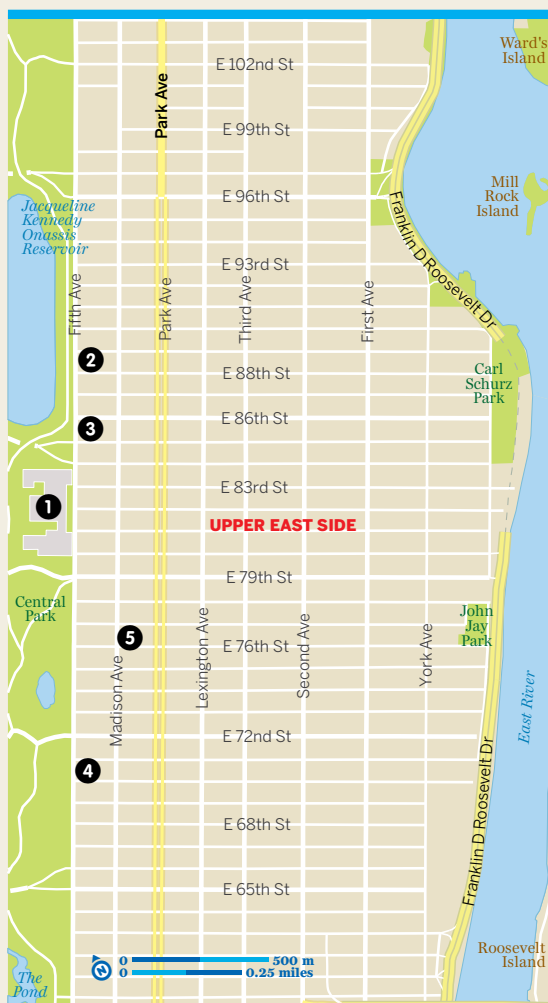 Ward's
Island
E 102nd St
Park Ave
E 99th St
Mill
Rock
Island
E 96th St
Jacqueline
Kennedy
Onassis
Reservoir
Franklin D Roosevelt Dr
E 93rd St
Fifth Ave
Park Ave
Third Ave
First Ave
2
E 88th St
Carl
Schurz
Park
E 86th St
3
E 83rd St
1
UPPER EAST SIDE
E 79th St
Central
Park
John
Jay
Park
5
E 76th St
Madison Ave
Lexington Ave
Second Ave
York Ave
East River
E 72nd St
4
Franklin D Roosevelt Dr
E 68th St
E 65th St
N
0 500 m
0 0.25 miles
The
Pond
Roosevelt
Island